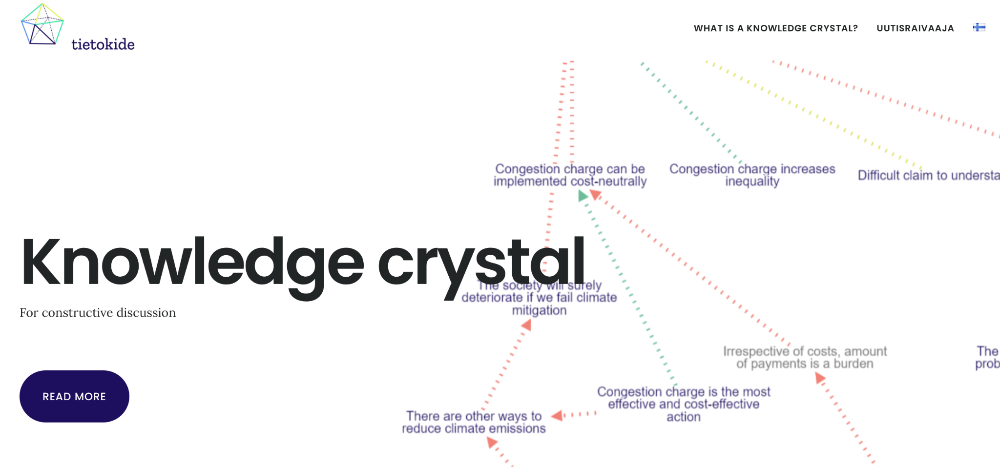 tietokide
WHAT IS A KNOWLEDGE CRYSTAL?
UUTISRAIVAAJA
Congestion charge can be
implemented cost-neutrally
Congestion charge increases
inequality
Difficult claim to understa
Knowledge crystal
The society will surely
deteriorate if we fail climate
mitigation
For constructive discussion
Irrespective of costs, amount
of payments is a burden
The
prob
READ MORE
Congestion charge is the most
effective and cost-effective
action
There are other ways to
reduce climate emissions